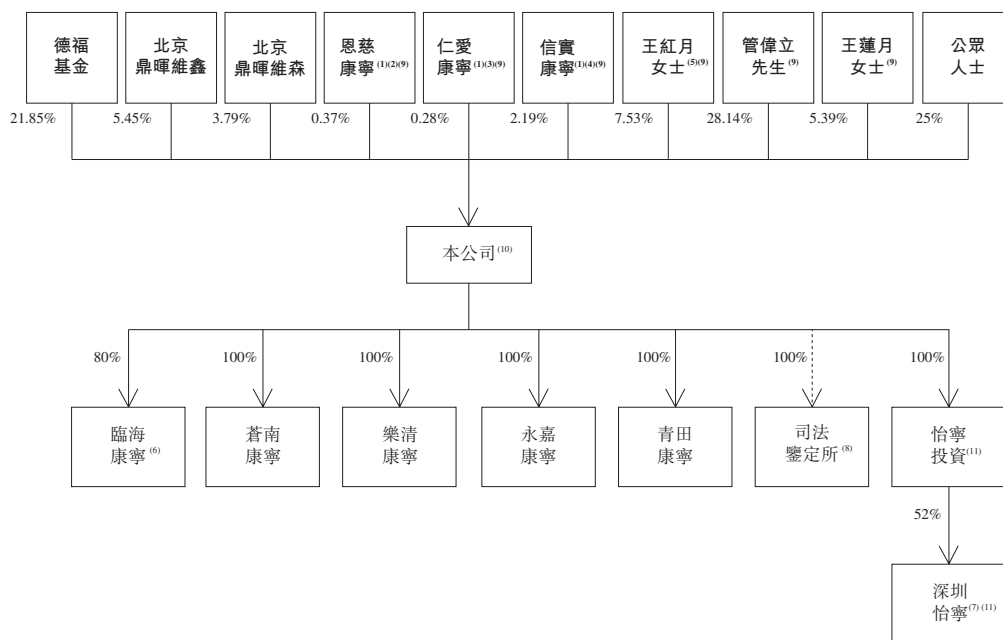 德福
基金
北京
鼎暉維鑫
北京
鼎暉維森
恩慈
康寧(1)(2)(9)
仁愛
康寧(1)(3)(9)
信實
康寧(1)(4)(9)
王紅月
女士(5)(9)
管偉立
先生(9)
王蓮月
女士(9)
公眾
人士
21.85%
5.45%
3.79%
0.37%
0.28%
2.19%
7.53%
28.14%
5.39%
25%
本公司(10)
80%
100%
100%
100%
100%
100%
100%
臨海
康寧(6)
蒼南
康寧
樂清
康寧
永嘉
康寧
青田
康寧
司法
鑒定所(8)
怡寧
投資(11)
52%
深圳
怡寧(7)(11)